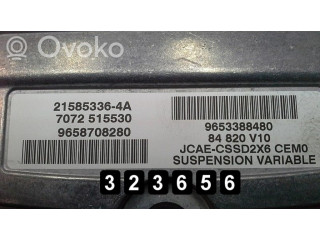 Ovoko
21585336-4A
7072 515530
9658708280
9653388480
84 820 V10
JCAE-CSSD2X6 CEM0
SUSPENSION VARIABLE
323656